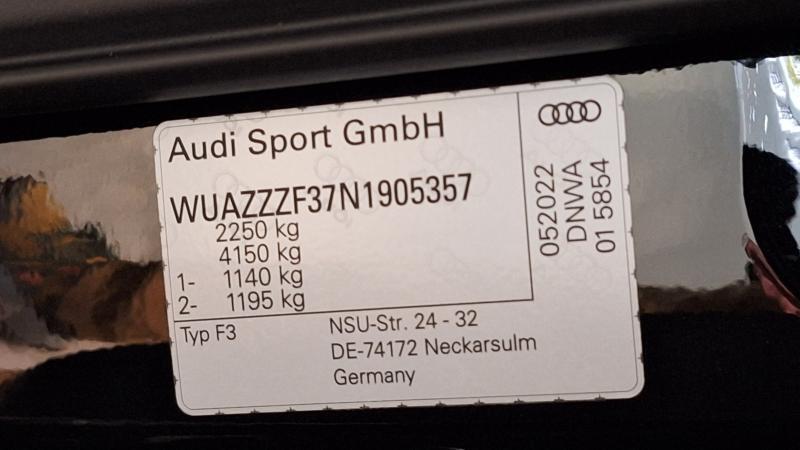 Audi Sport GmbH
WUAZZZF37N1905357
2250 kg
4150 kg
1- 1140 kg
2- 1195 kg
Typ F3
NSU-Str. 24 - 32
DE-74172 Neckarsulm
Germany
052022
DNWA
01 5854